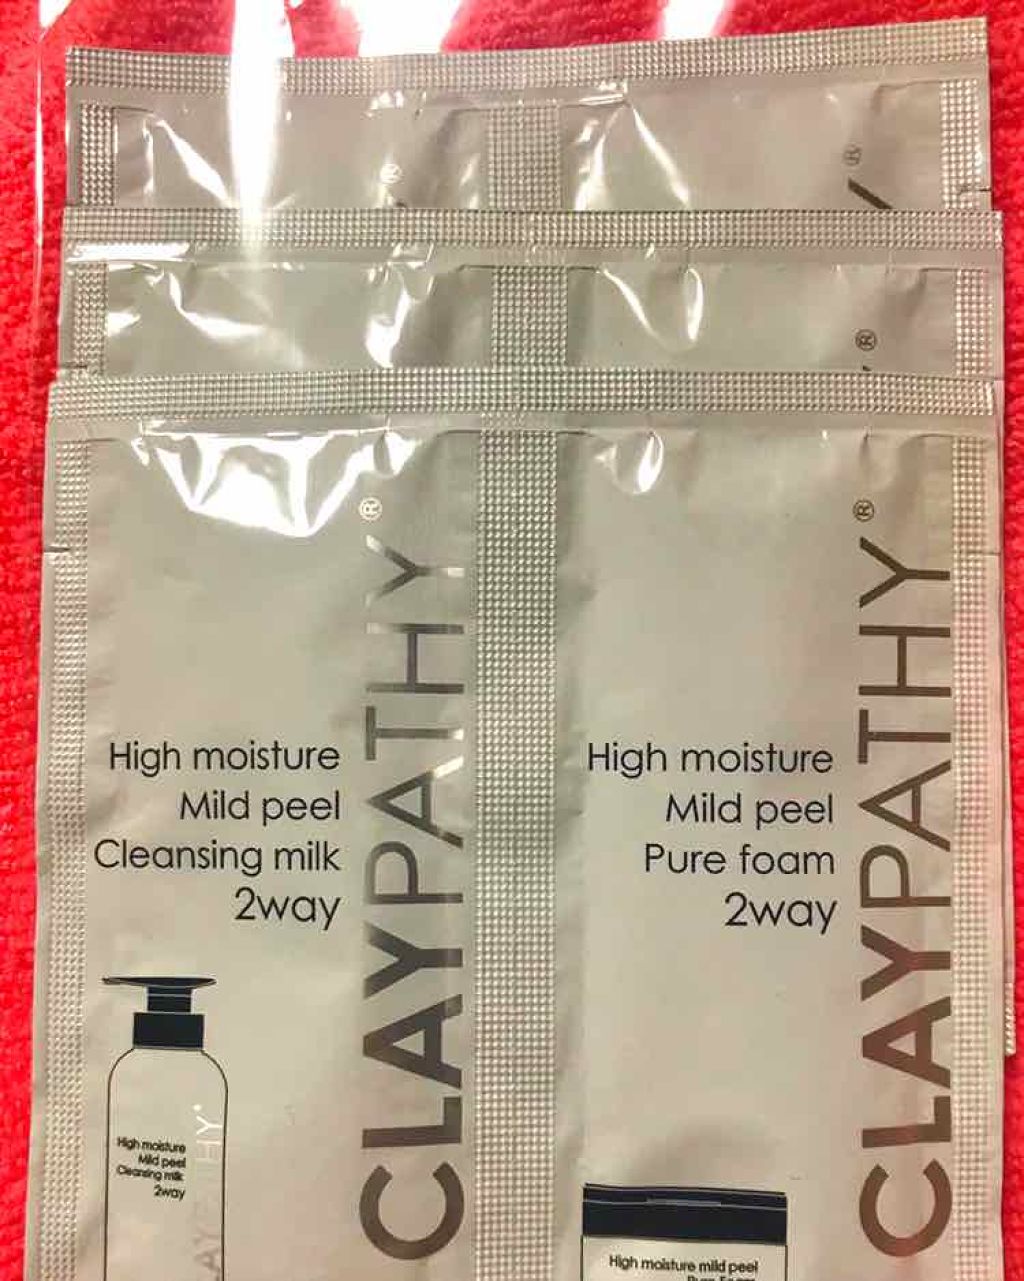 High moisture
Mild peel
Cleansing milk
2way
CLAYPATHY®
High moisture
Mild peel
Cleansing milk
2way
High moisture
Mild peel
Pure foam
2way
CLAYPATHY®
High moisture mild peel
®
®
®